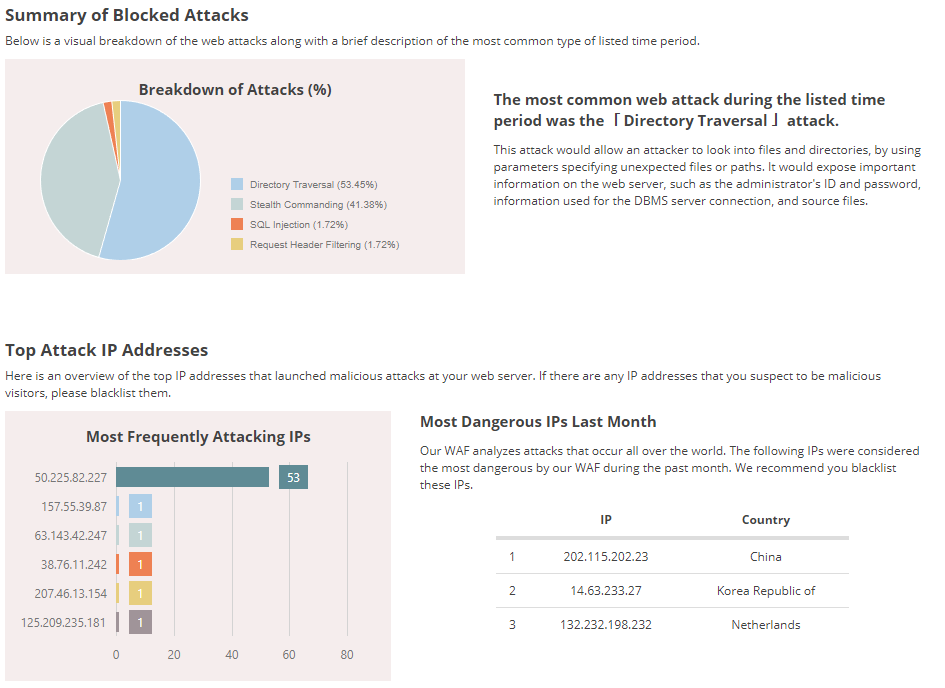 Summary of Blocked Attacks
Below is a visual breakdown of the web attacks along with a brief description of the most common type of listed time period.
Breakdown of Attacks (%)
Directory Traversal (53.45%)
Stealth Commanding (41.38%)
SQL Injection (1.72%)
Request Header Filtering (1.72%)
The most common web attack during the listed time
period was the「Directory Traversal」attack.
This attack would allow an attacker to look into files and directories, by using
parameters specifying unexpected files or paths. It would expose important
information on the web server, such as the administrator's ID and password,
information used for the DBMS server connection, and source files.
Top Attack IP Addresses
Here is an overview of the top IP addresses that launched malicious attacks at your web server. If there are any IP addresses that you suspect to be malicious
visitors, please blacklist them.
Most Frequently Attacking IPs
50.225.82.227 53
157.55.39.87 1
63.143.42.247 1
38.76.11.242 1
207.46.13.154 1
125.209.235.181 1
0 20 40 60 80
Most Dangerous IPs Last Month
Our WAF analyzes attacks that occur all over the world. The following IPs were considered
the most dangerous by our WAF during the past month. We recommend you blacklist
these IPs.
IP Country
1 202.115.202.23 China
2 14.63.233.27 Korea Republic of
3 132.232.198.232 Netherlands